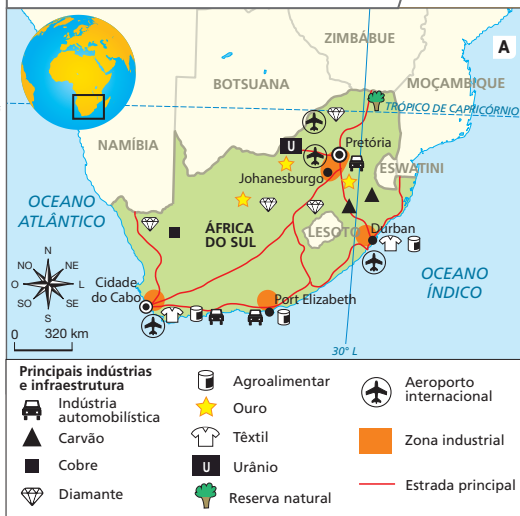 A
ZIMBÁBUE
BOTSUANA
MOÇAMBIQUE
TRÓPICO DE CAPRICÓRNIO
NAMÍBIA
U
Pretória
ESWATINI
Johanesburgo
OCEANO
ATLÂNTICO
ÁFRICA
DO SUL
LESOTO
Durban
N
NO
NE
O
L
SO
SE
S
Cidade
do Cabo
Port Elizabeth
OCEANO
ÍNDICO
0 320 km
30° L
Principais indústrias
e infraestrutura
Indústria
automobilística
Carvão
Cobre
Diamante
Agroalimentar
Ouro
Têxtil
U Urânio
Reserva natural
Aeroporto
internacional
Zona industrial
Estrada principal